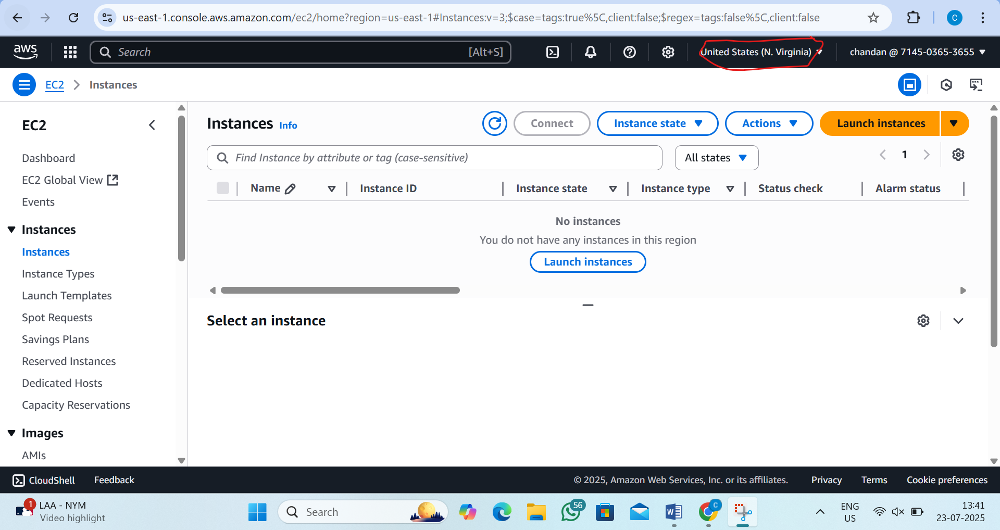 us-east-1.console.aws.amazon.com/ec2/home?region=us-east-1#Instances:v=3;$case=tags:true%5C,client:false;$regex=tags:false%5C,client:false
C
aws
Search [Alt+S]
United States (N. Virginia)
chandan @ 7145-0365-3655
EC2 Instances
EC2
Dashboard
EC2 Global View
Events
Instances
Instances
Instance Types
Launch Templates
Spot Requests
Savings Plans
Reserved Instances
Dedicated Hosts
Capacity Reservations
Images
AMIs
Instances Info
Connect
Instance state
Actions
Launch instances
Find Instance by attribute or tag (case-sensitive)
All states
1
Name Instance ID Instance state Instance type Status check Alarm status
No instances
You do not have any instances in this region
Launch instances
Select an instance
CloudShell Feedback © 2025, Amazon Web Services, Inc. or its affiliates. Privacy Terms Cookie preferences
1
LAA - NYM
Video highlight
Search
56
W
C
ENG
US
13:41
23-07-2025